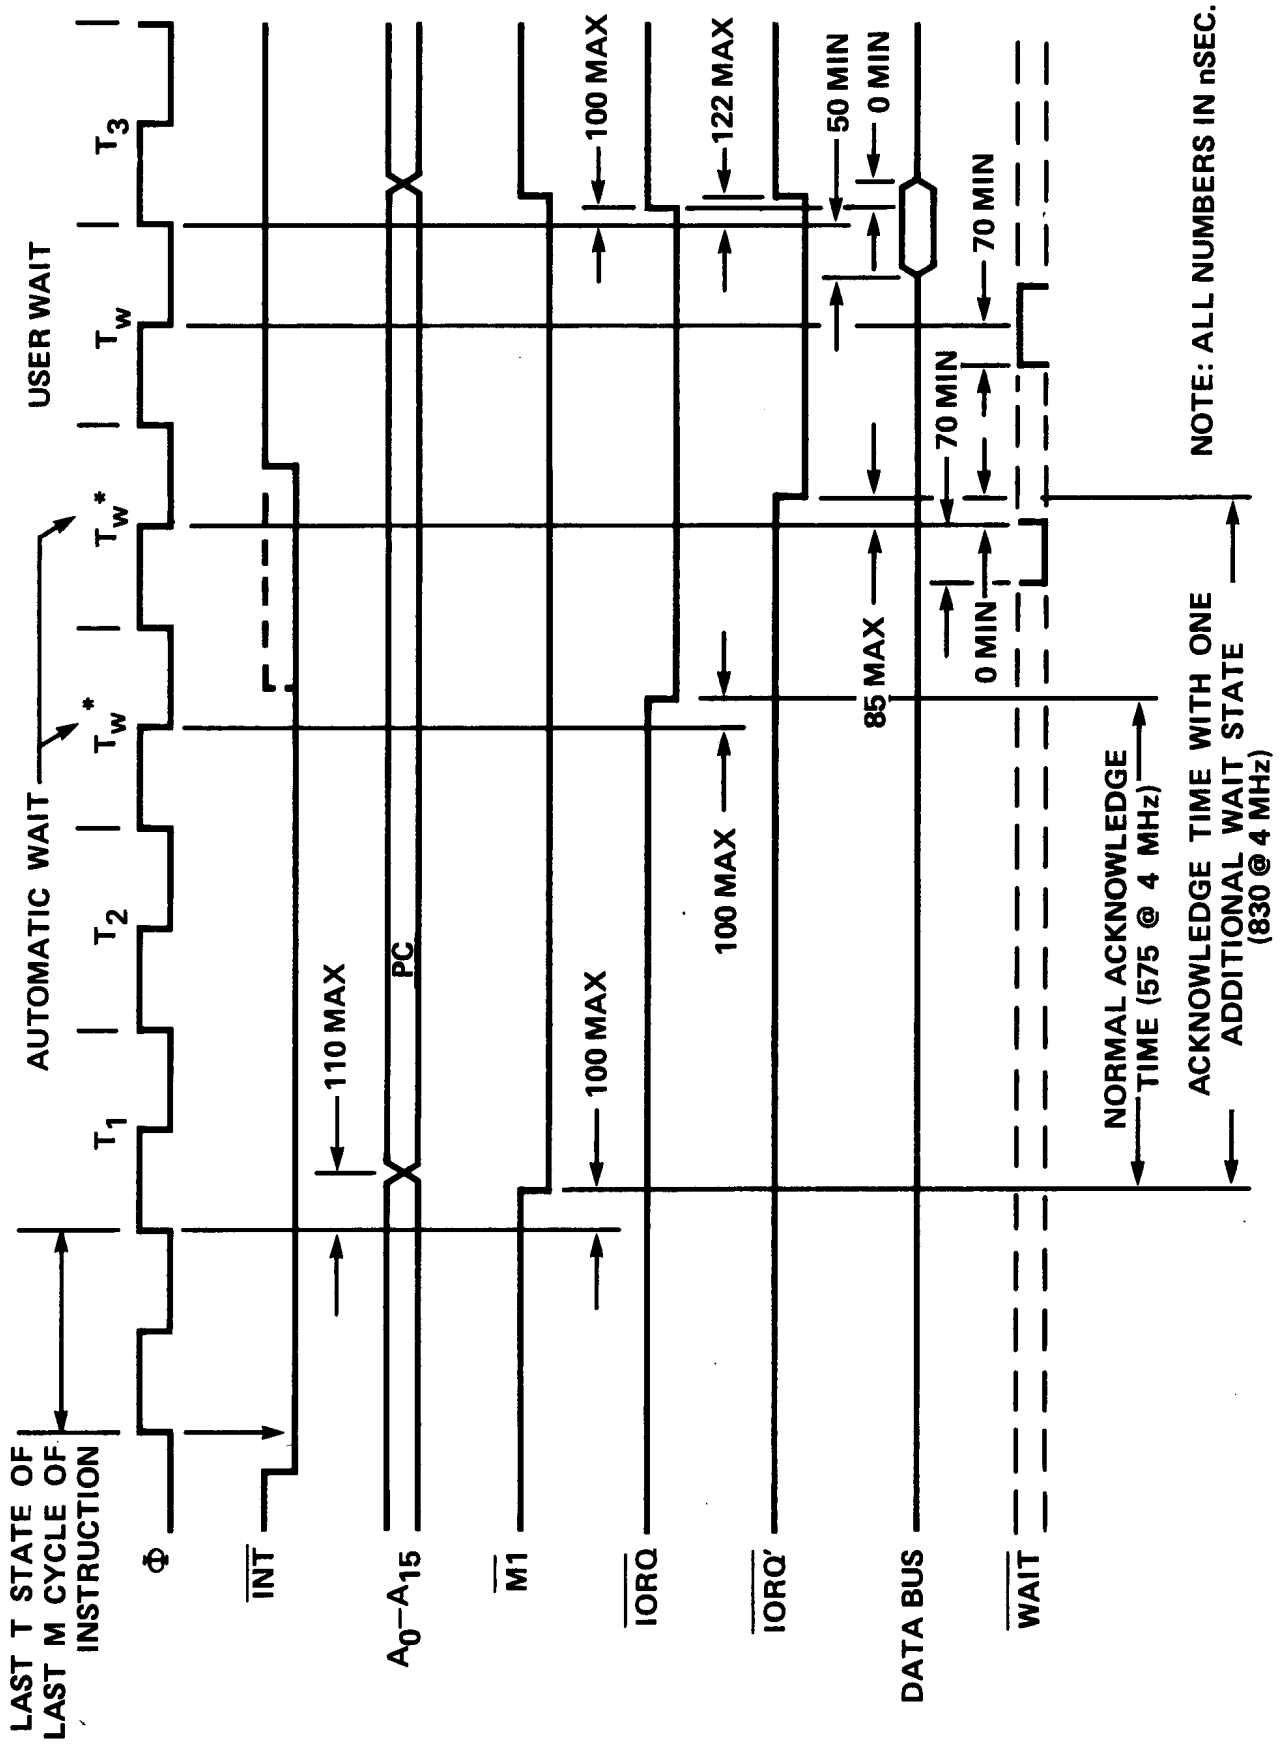 LAST T STATE OF
LAST M CYCLE OF
INSTRUCTION
AUTOMATIC WAIT
USER WAIT
T1
T2
Tw*
Tw*
Tw
T3
Φ
INT
110 MAX
A0–A15
PC
M1
100 MAX
100 MAX
IORQ
100 MAX
122 MAX
IORQ'
85 MAX
50 MIN
0 MIN
DATA BUS
70 MIN
0 MIN
70 MIN
WAIT
NORMAL ACKNOWLEDGE
TIME (575 @ 4 MHz)
ACKNOWLEDGE TIME WITH ONE
ADDITIONAL WAIT STATE
(830 @ 4 MHz)
NOTE: ALL NUMBERS IN nSEC.